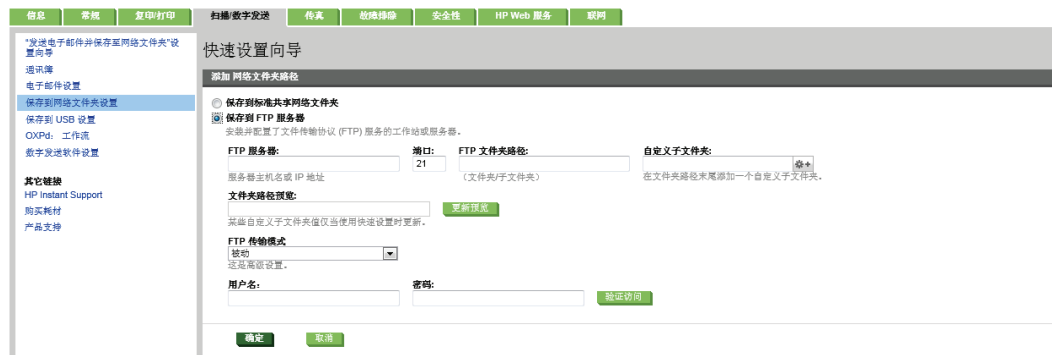 信息 常规 复印/打印 扫描/数字发送 传真 故障排除 安全性 HP Web 服务 联网
“发送电子邮件并保存至网络文件夹”设置向导
通讯簿
电子邮件设置
保存到网络文件夹设置
保存到 USB 设置
OXPd: 工作流
数字发送软件设置
其它链接
HP Instant Support
购买耗材
产品支持
快速设置向导
添加 网络文件夹路径
保存到标准共享网络文件夹
保存到 FTP 服务器
安装并配置了文件传输协议 (FTP) 服务的工作站或服务器。
FTP 服务器: 端口: FTP 文件夹路径: 自定义子文件夹:
21
服务器主机名或 IP 地址 (文件夹/子文件夹) 在文件夹路径末尾添加一个自定义子文件夹。
文件夹路径预览:
更新预览
某些自定义子文件夹值仅当使用快速设置时更新。
FTP 传输模式
被动
这是高级设置。
用户名: 密码:
验证访问
确定 取消